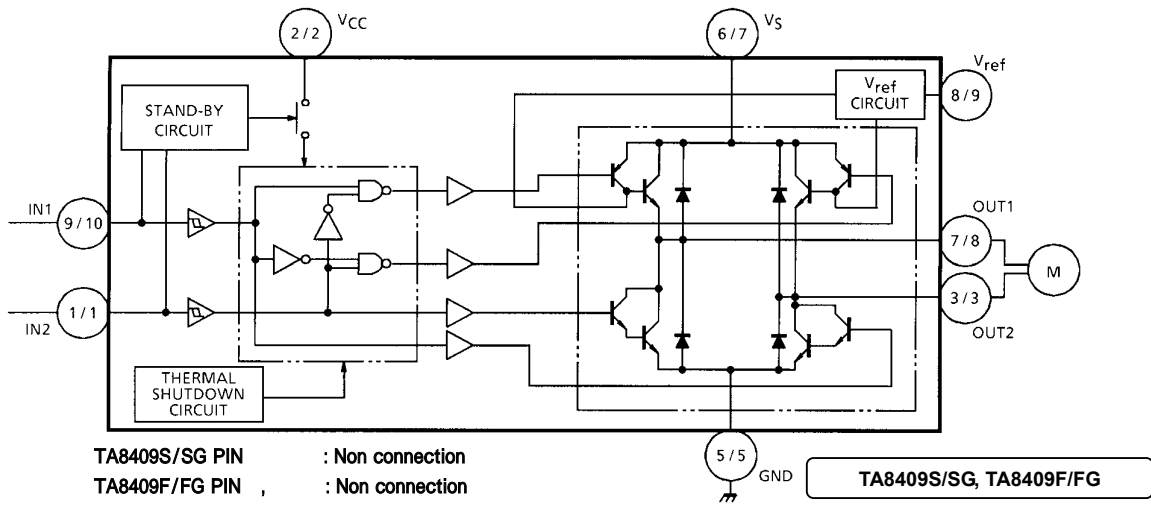 2/2
VCC
6/7
VS
Vref
8/9
STAND-BY
CIRCUIT
Vref
CIRCUIT
IN1
9/10
OUT1
7/8
M
1/1
IN2
3/3
OUT2
THERMAL
SHUTDOWN
CIRCUIT
5/5
GND
TA8409S/SG PIN : Non connection
TA8409F/FG PIN , : Non connection
TA8409S/SG, TA8409F/FG